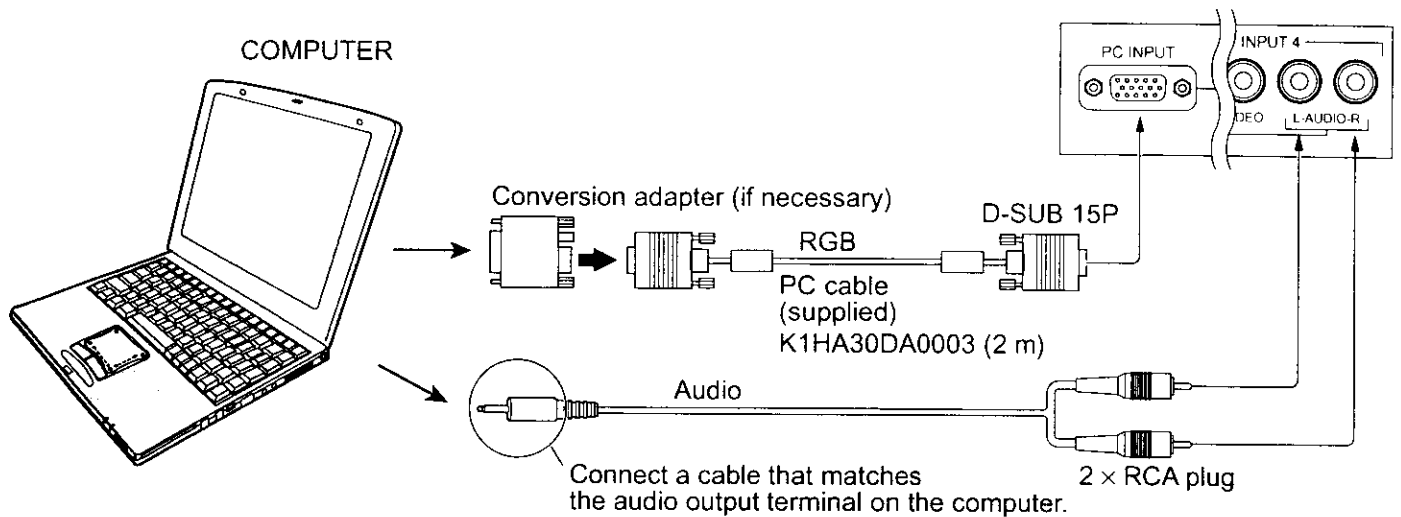 COMPUTER
PC INPUT
INPUT 4
DEO
L-AUDIO-R
Conversion adapter (if necessary)
D-SUB 15P
RGB
PC cable
(supplied)
K1HA30DA0003 (2 m)
Audio
Connect a cable that matches
the audio output terminal on the computer.
2 × RCA plug